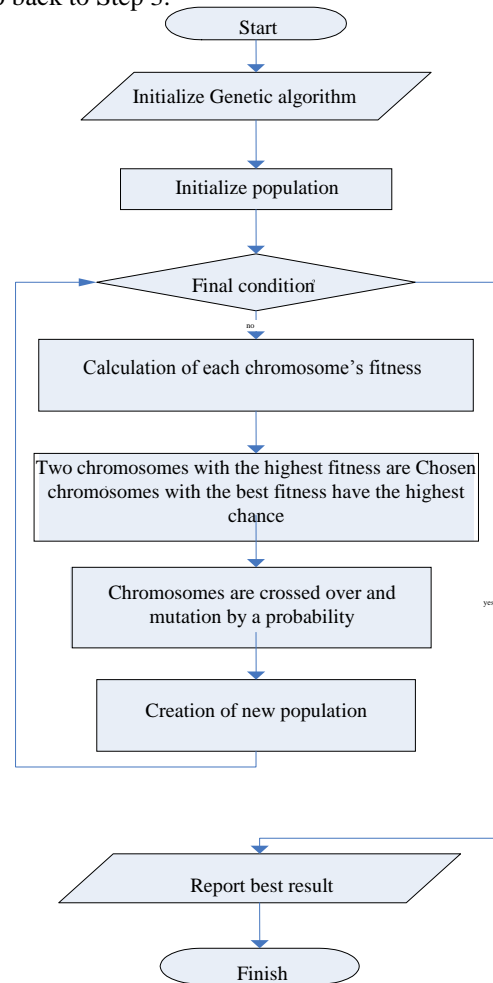 back to Step 3.
Start
Initialize Genetic algorithm
Initialize population
Final condition
no
Calculation of each chromosome’s fitness
Two chromosomes with the highest fitness are Chosen
chromosomes with the best fitness have the highest
chance
Chromosomes are crossed over and
mutation by a probability
yes
Creation of new population
Report best result
Finish